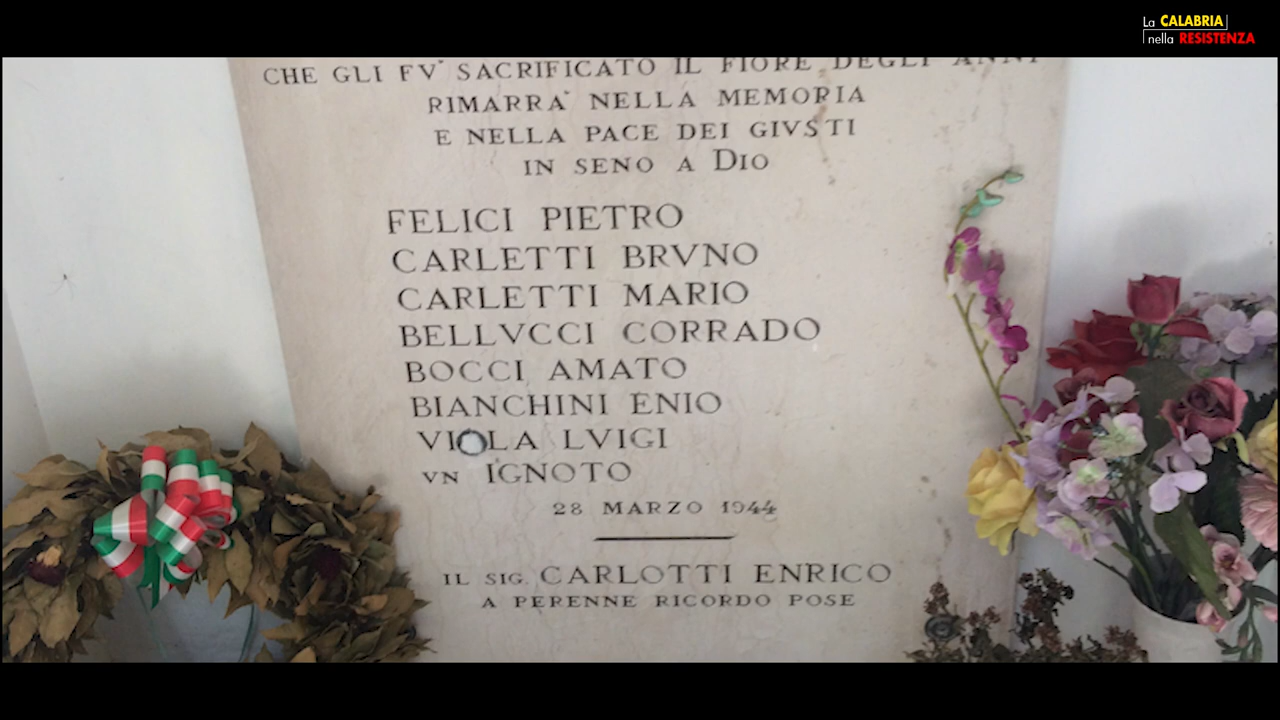 La CALABRIA
nella RESISTENZA
CHE GLI FV' SACRIFICATO IL FIORE DEGLI ANNI
RIMARRA' NELLA MEMORIA
E NELLA PACE DEI GIVSTI
IN SENO A DIO
FELICI PIETRO
CARLETTI BRVNO
CARLETTI MARIO
BELLVCCI CORRADO
BOCCI AMATO
BIANCHINI ENIO
VIOLA LVIGI
VN IGNOTO
28 MARZO 1944
IL SIG. CARLOTTI ENRICO
A PERENNE RICORDO POSE